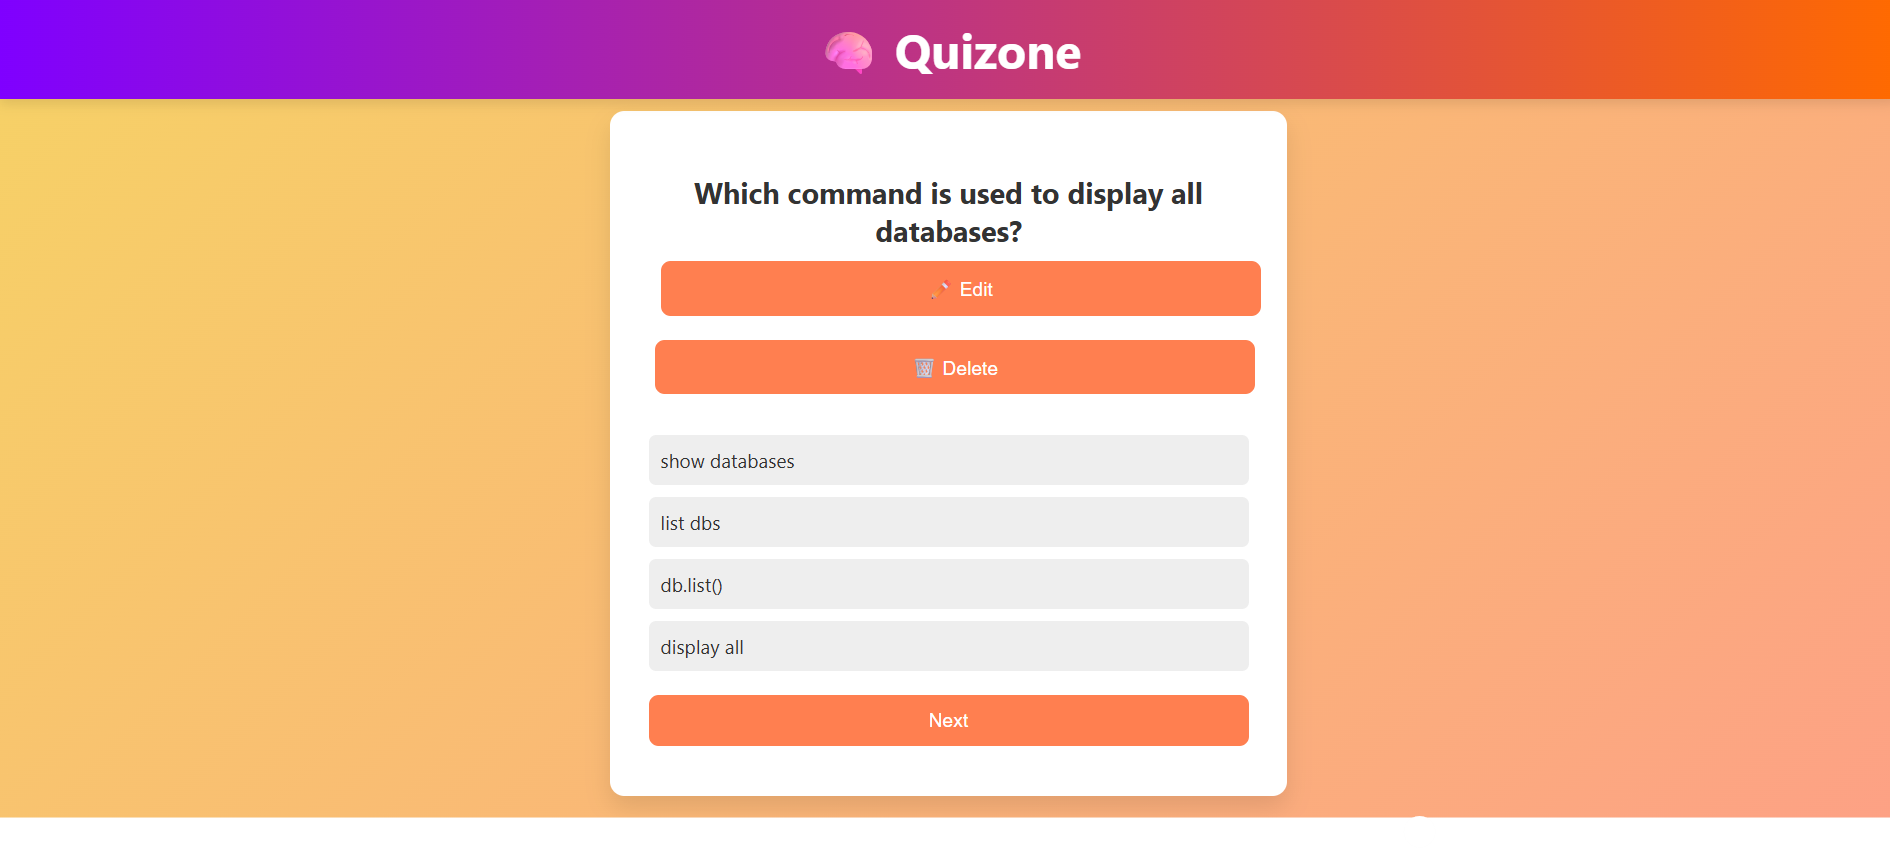 🧠 Quizone
Which command is used to display all
databases?
✏️ Edit
🗑️ Delete
show databases
list dbs
db.list()
display all
Next